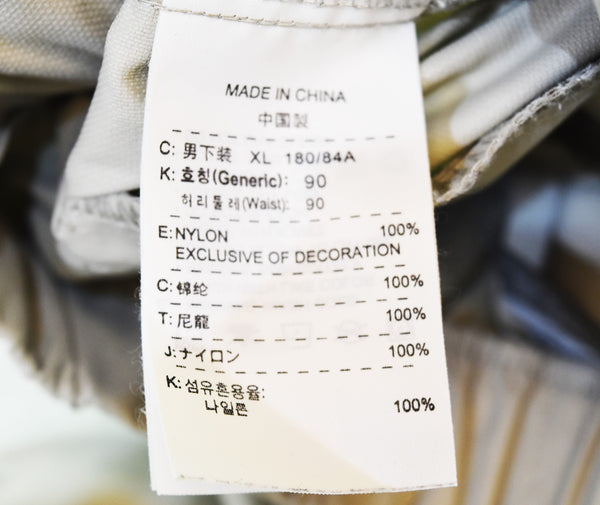 MADE IN CHINA
中国製
C: 男下装 XL 180/84A
K: 호칭(Generic): 90
허리둘레(Waist): 90
E: NYLON 100%
EXCLUSIVE OF DECORATION
C: 锦纶 100%
T: 尼龍 100%
J: ナイロン 100%
K: 섬유혼용율:
나일론 100%